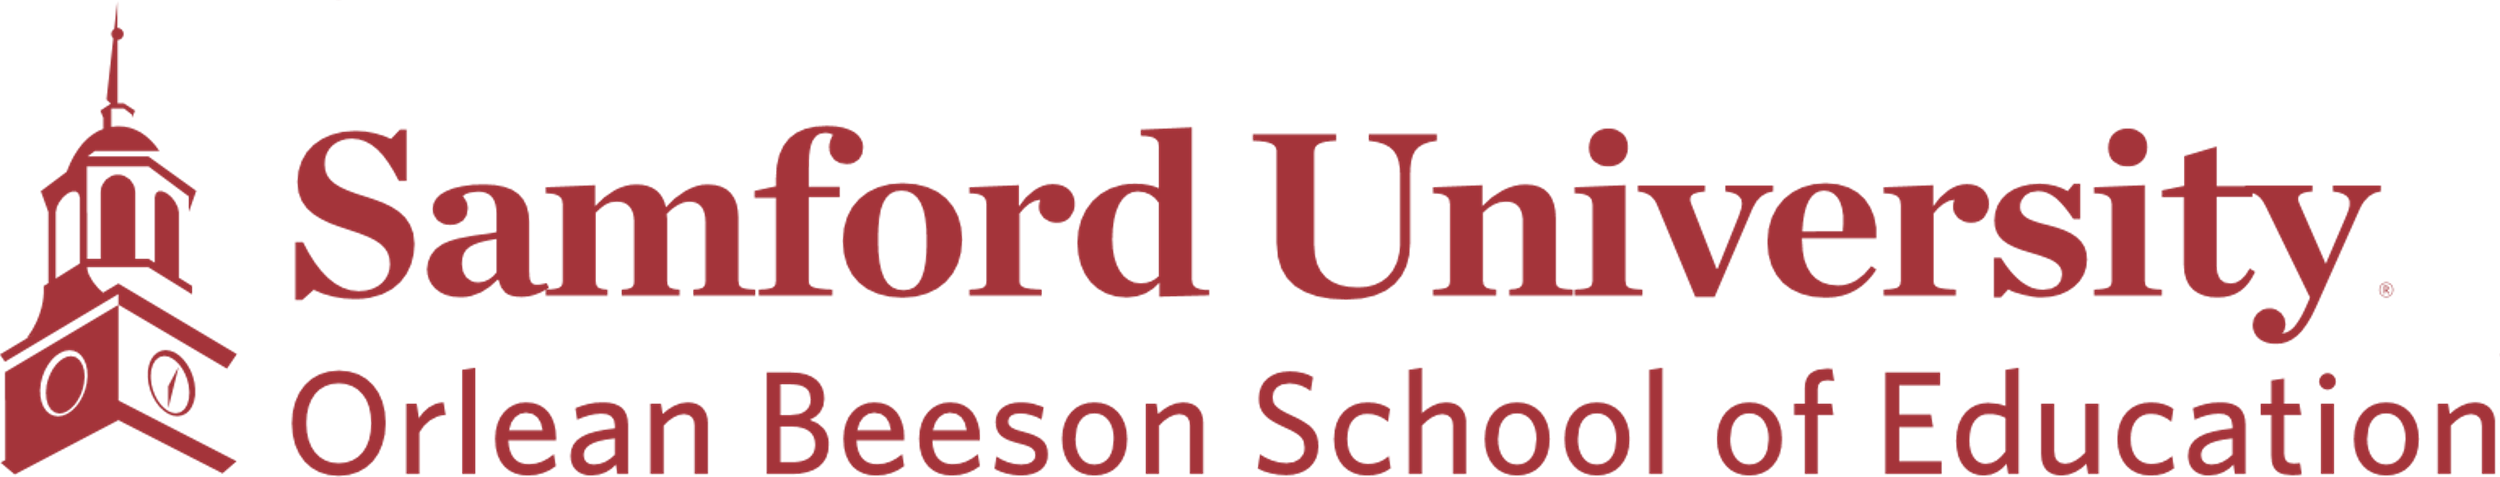 Samford University®
Orlean Beeson School of Education